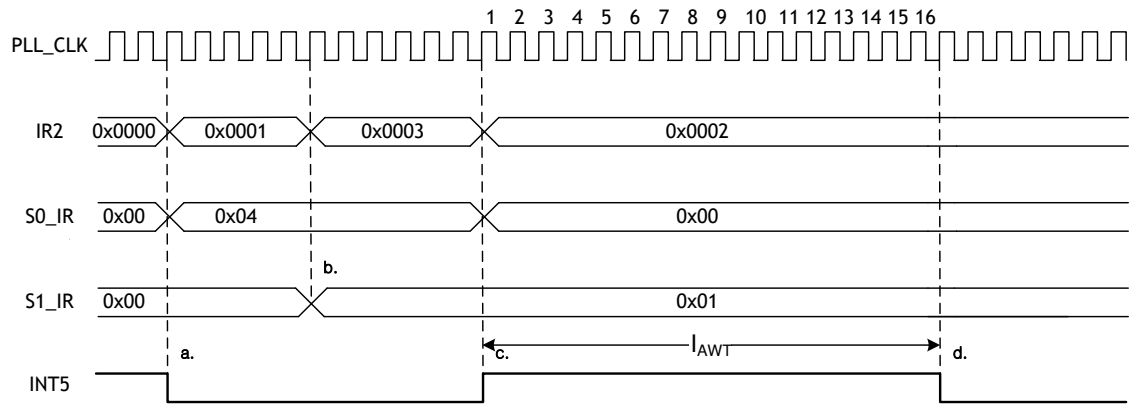 1 2 3 4 5 6 7 8 9 10 11 12 13 14 15 16
PLL_CLK
IR2 0x0000 0x0001 0x0003 0x0002
S0_IR 0x00 0x04 0x00
b.
S1_IR 0x00 0x01
a. c. IAWT d.
INT5